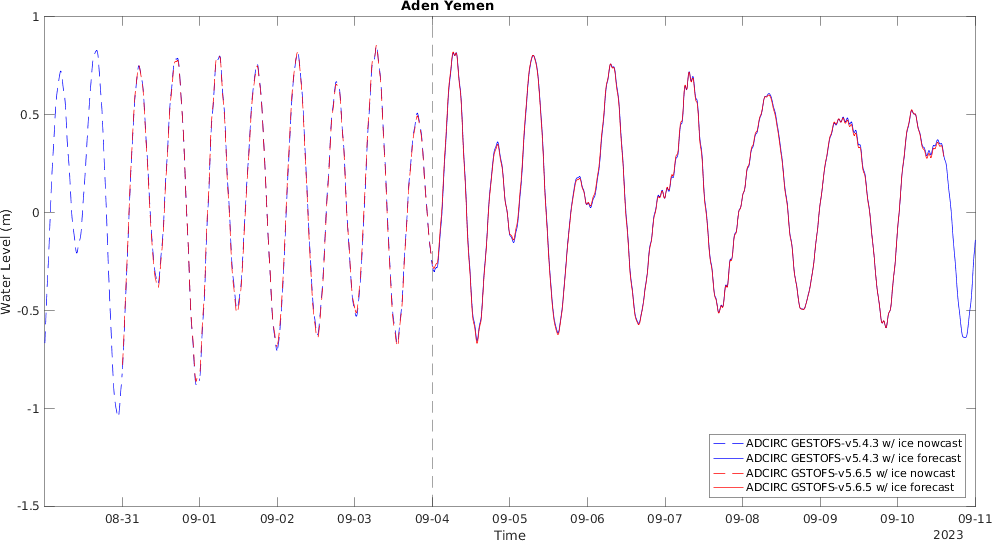 Aden Yemen
1
0.5
0
-0.5
-1
-1.5
Water Level (m)
08-31
09-01
09-02
09-03
09-04
09-05
09-06
09-07
09-08
09-09
09-10
09-11
Time
2023
ADCIRC GESTOFS-v5.4.3 w/ ice nowcast
ADCIRC GESTOFS-v5.4.3 w/ ice forecast
ADCIRC GSTOFS-v5.6.5 w/ ice nowcast
ADCIRC GSTOFS-v5.6.5 w/ ice forecast